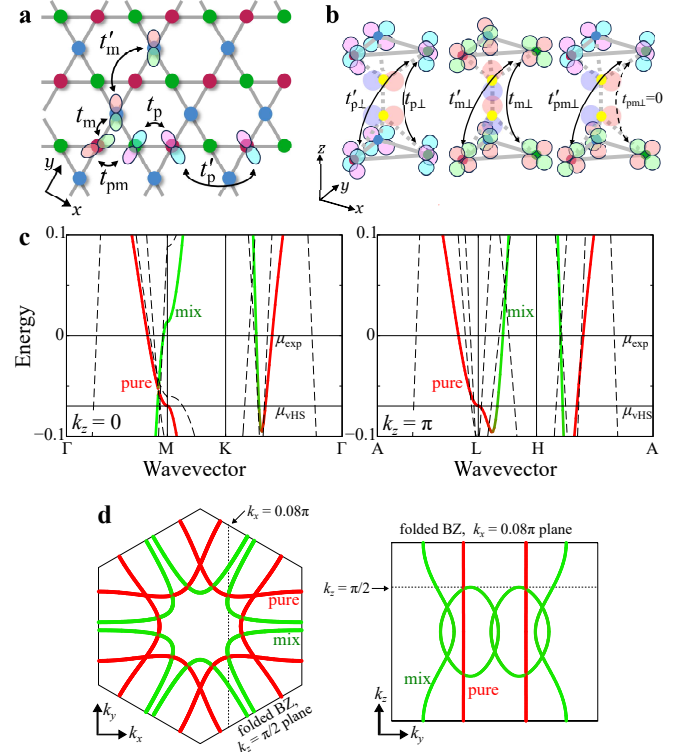 a
t′m
tm
tp
tpm
t′p
y
x
b
t′p⊥
tp⊥
t′m⊥
tm⊥
t′pm⊥
tpm⊥=0
z
y
x
c
Energy
0.1
0
−0.1
mix
pure
μexp
μvHS
kz = 0
Γ
M
K
Γ
Wavevector
0.1
0
−0.1
mix
pure
μexp
μvHS
kz = π
A
L
H
A
Wavevector
d
kx = 0.08π
pure
mix
folded BZ,
kz = π/2 plane
ky
kx
folded BZ, kx = 0.08π plane
kz = π/2
pure
mix
pure
kz
ky